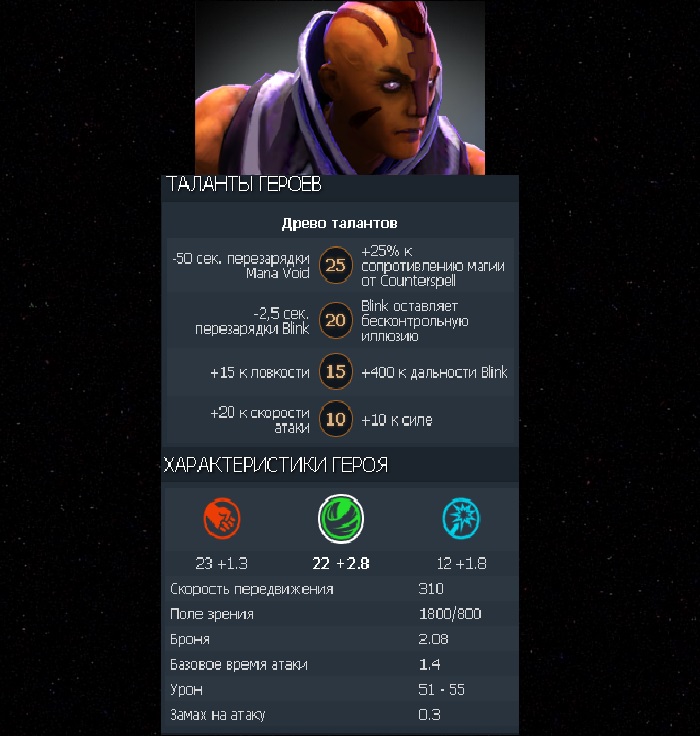 ТАЛАНТЫ ГЕРОЕВ
Древо талантов
-50 сек. перезарядки
Mana Void
25
+25% к
сопротивлению магии
от Counterspell
-2,5 сек.
перезарядки Blink
20
Blink оставляет
бесконтрольную
иллюзию
+15 к ловкости
15
+400 к дальности Blink
+20 к скорости
атаки
10
+10 к силе
ХАРАКТЕРИСТИКИ ГЕРОЯ
23 +1.3 22 +2.8 12 +1.8
Скорость передвижения 310
Поле зрения 1800/800
Броня 2.08
Базовое время атаки 1.4
Урон 51 - 55
Замах на атаку 0.3